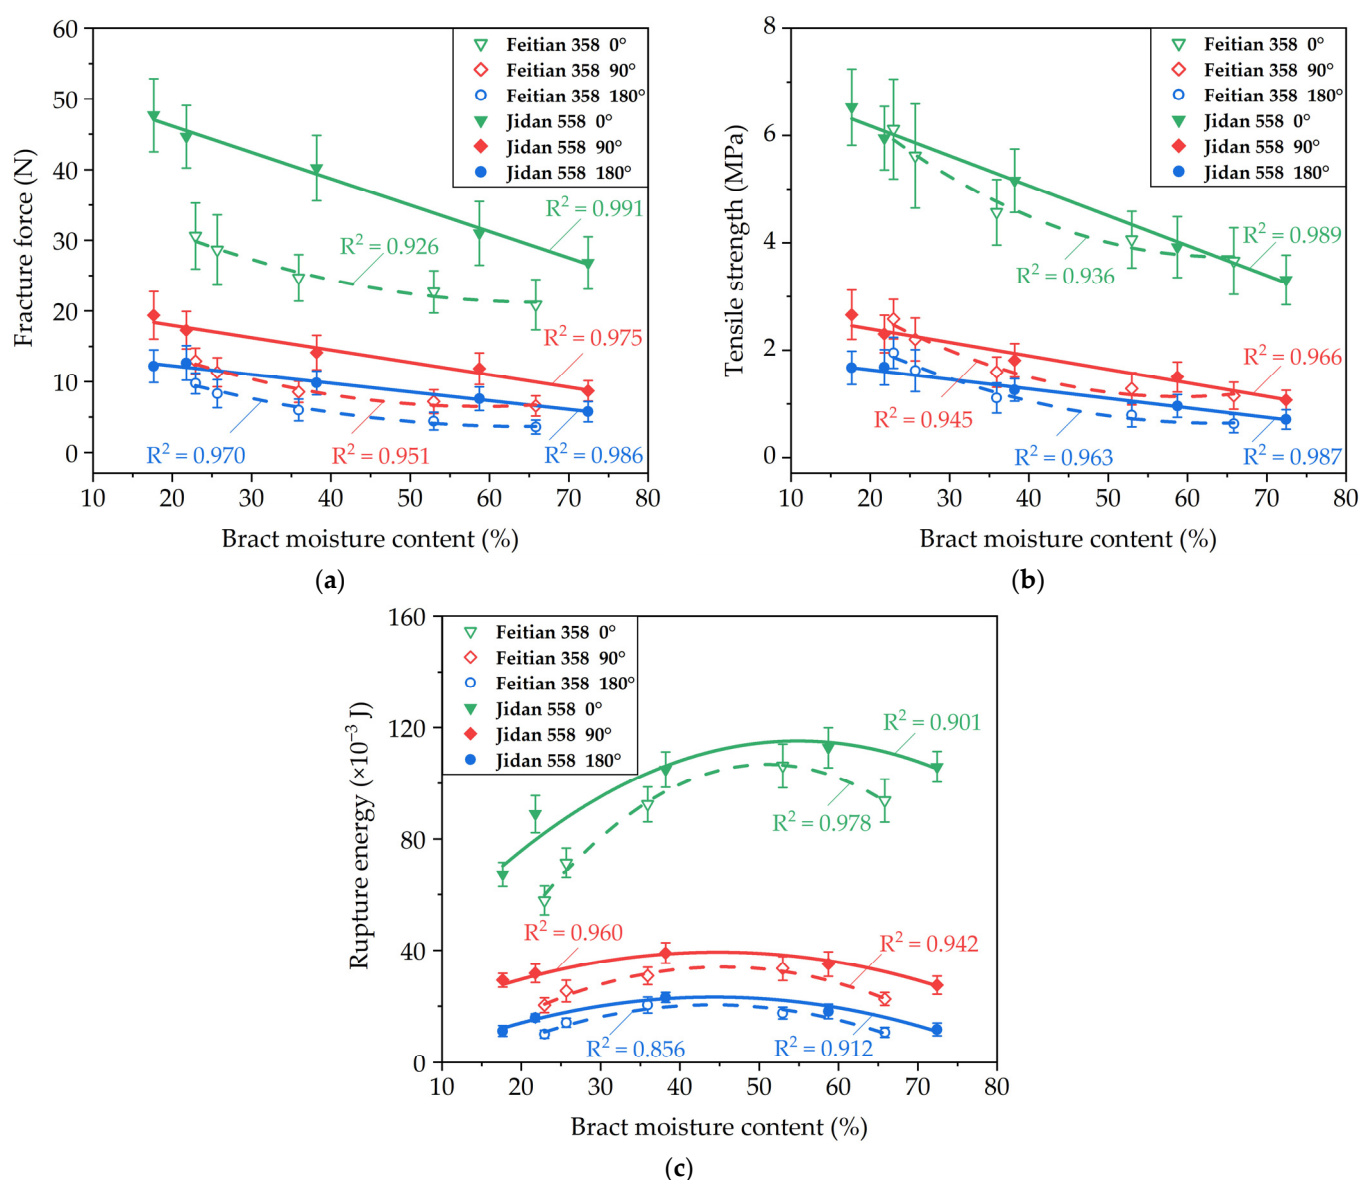 60
50
40
30
20
10
0
Fracture force (N)
Feitian 358 0°
Feitian 358 90°
Feitian 358 180°
Jidan 558 0°
Jidan 558 90°
Jidan 558 180°
R² = 0.991
R² = 0.926
R² = 0.975
R² = 0.970
R² = 0.951
R² = 0.986
10 20 30 40 50 60 70 80
Bract moisture content (%)
(a)
8
6
4
2
0
Tensile strength (MPa)
Feitian 358 0°
Feitian 358 90°
Feitian 358 180°
Jidan 558 0°
Jidan 558 90°
Jidan 558 180°
R² = 0.989
R² = 0.936
R² = 0.966
R² = 0.945
R² = 0.963
R² = 0.987
10 20 30 40 50 60 70 80
Bract moisture content (%)
(b)
160
120
80
40
0
Rupture energy (×10⁻³ J)
Feitian 358 0°
Feitian 358 90°
Feitian 358 180°
Jidan 558 0°
Jidan 558 90°
Jidan 558 180°
R² = 0.901
R² = 0.978
R² = 0.960
R² = 0.942
R² = 0.856
R² = 0.912
10 20 30 40 50 60 70 80
Bract moisture content (%)
(c)